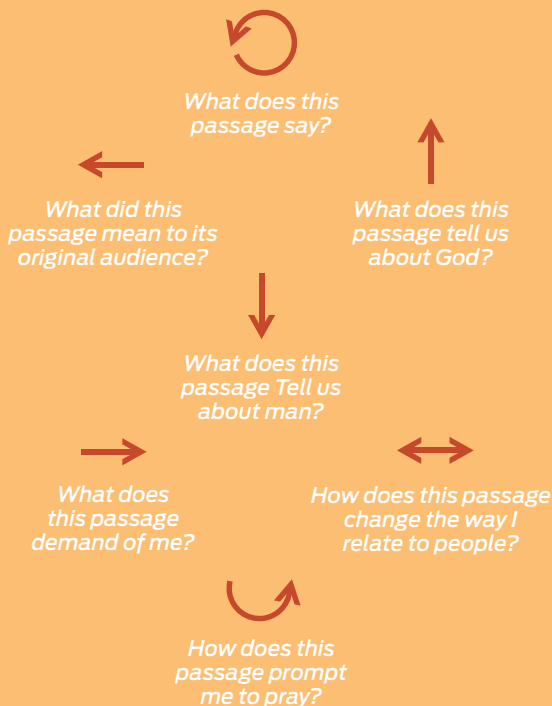 What does this
passage say?
What did this
passage mean to its
original audience?
What does this
passage tell us
about God?
What does this
passage Tell us
about man?
What does
this passage
demand of me?
How does this passage
change the way I
relate to people?
How does this
passage prompt
me to pray?